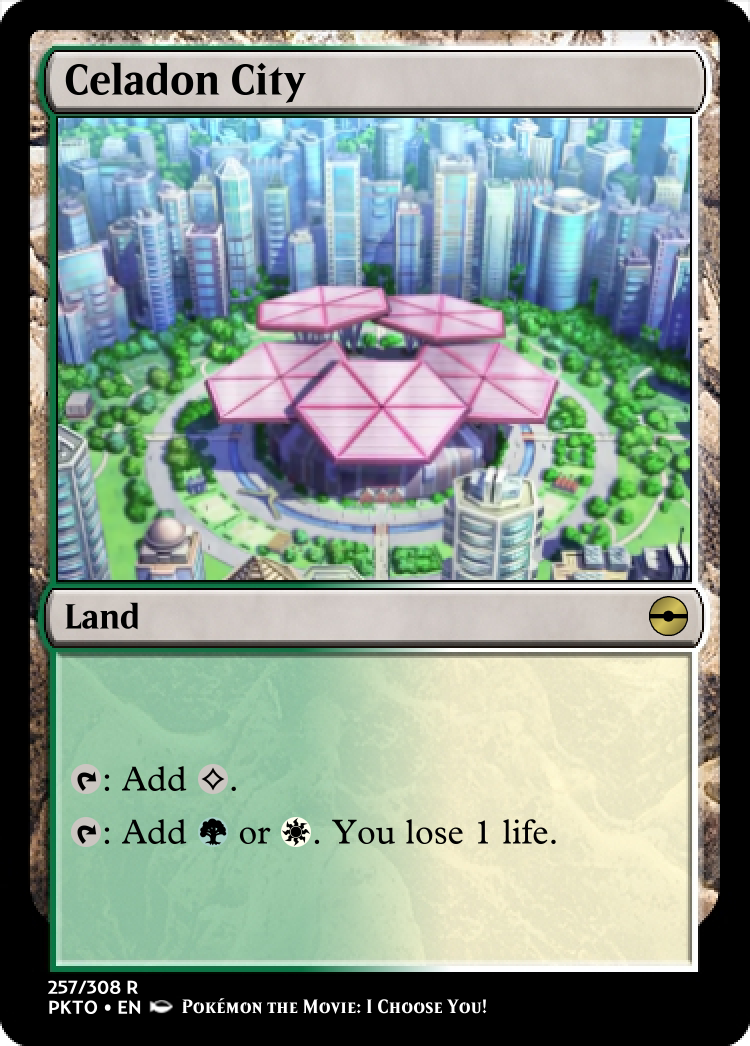 Celadon City
Land
: Add .
: Add or . You lose 1 life.
257/308 R
PKTO • EN Pokémon the Movie: I Choose You!